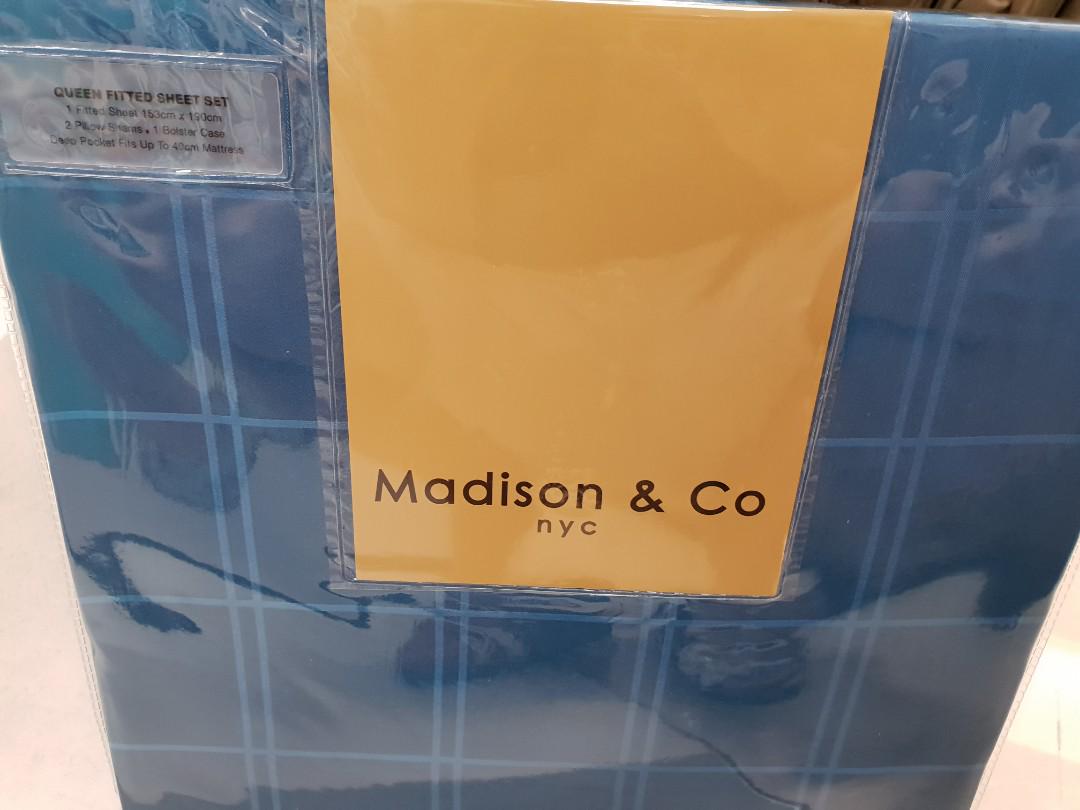 QUEEN FITTED SHEET SET
1 Fitted Sheet 153cm x 190cm
2 Pillow Shams • 1 Bolster Case
Deep Pocket Fits Up To 40cm Mattress
Madison & Co
nyc